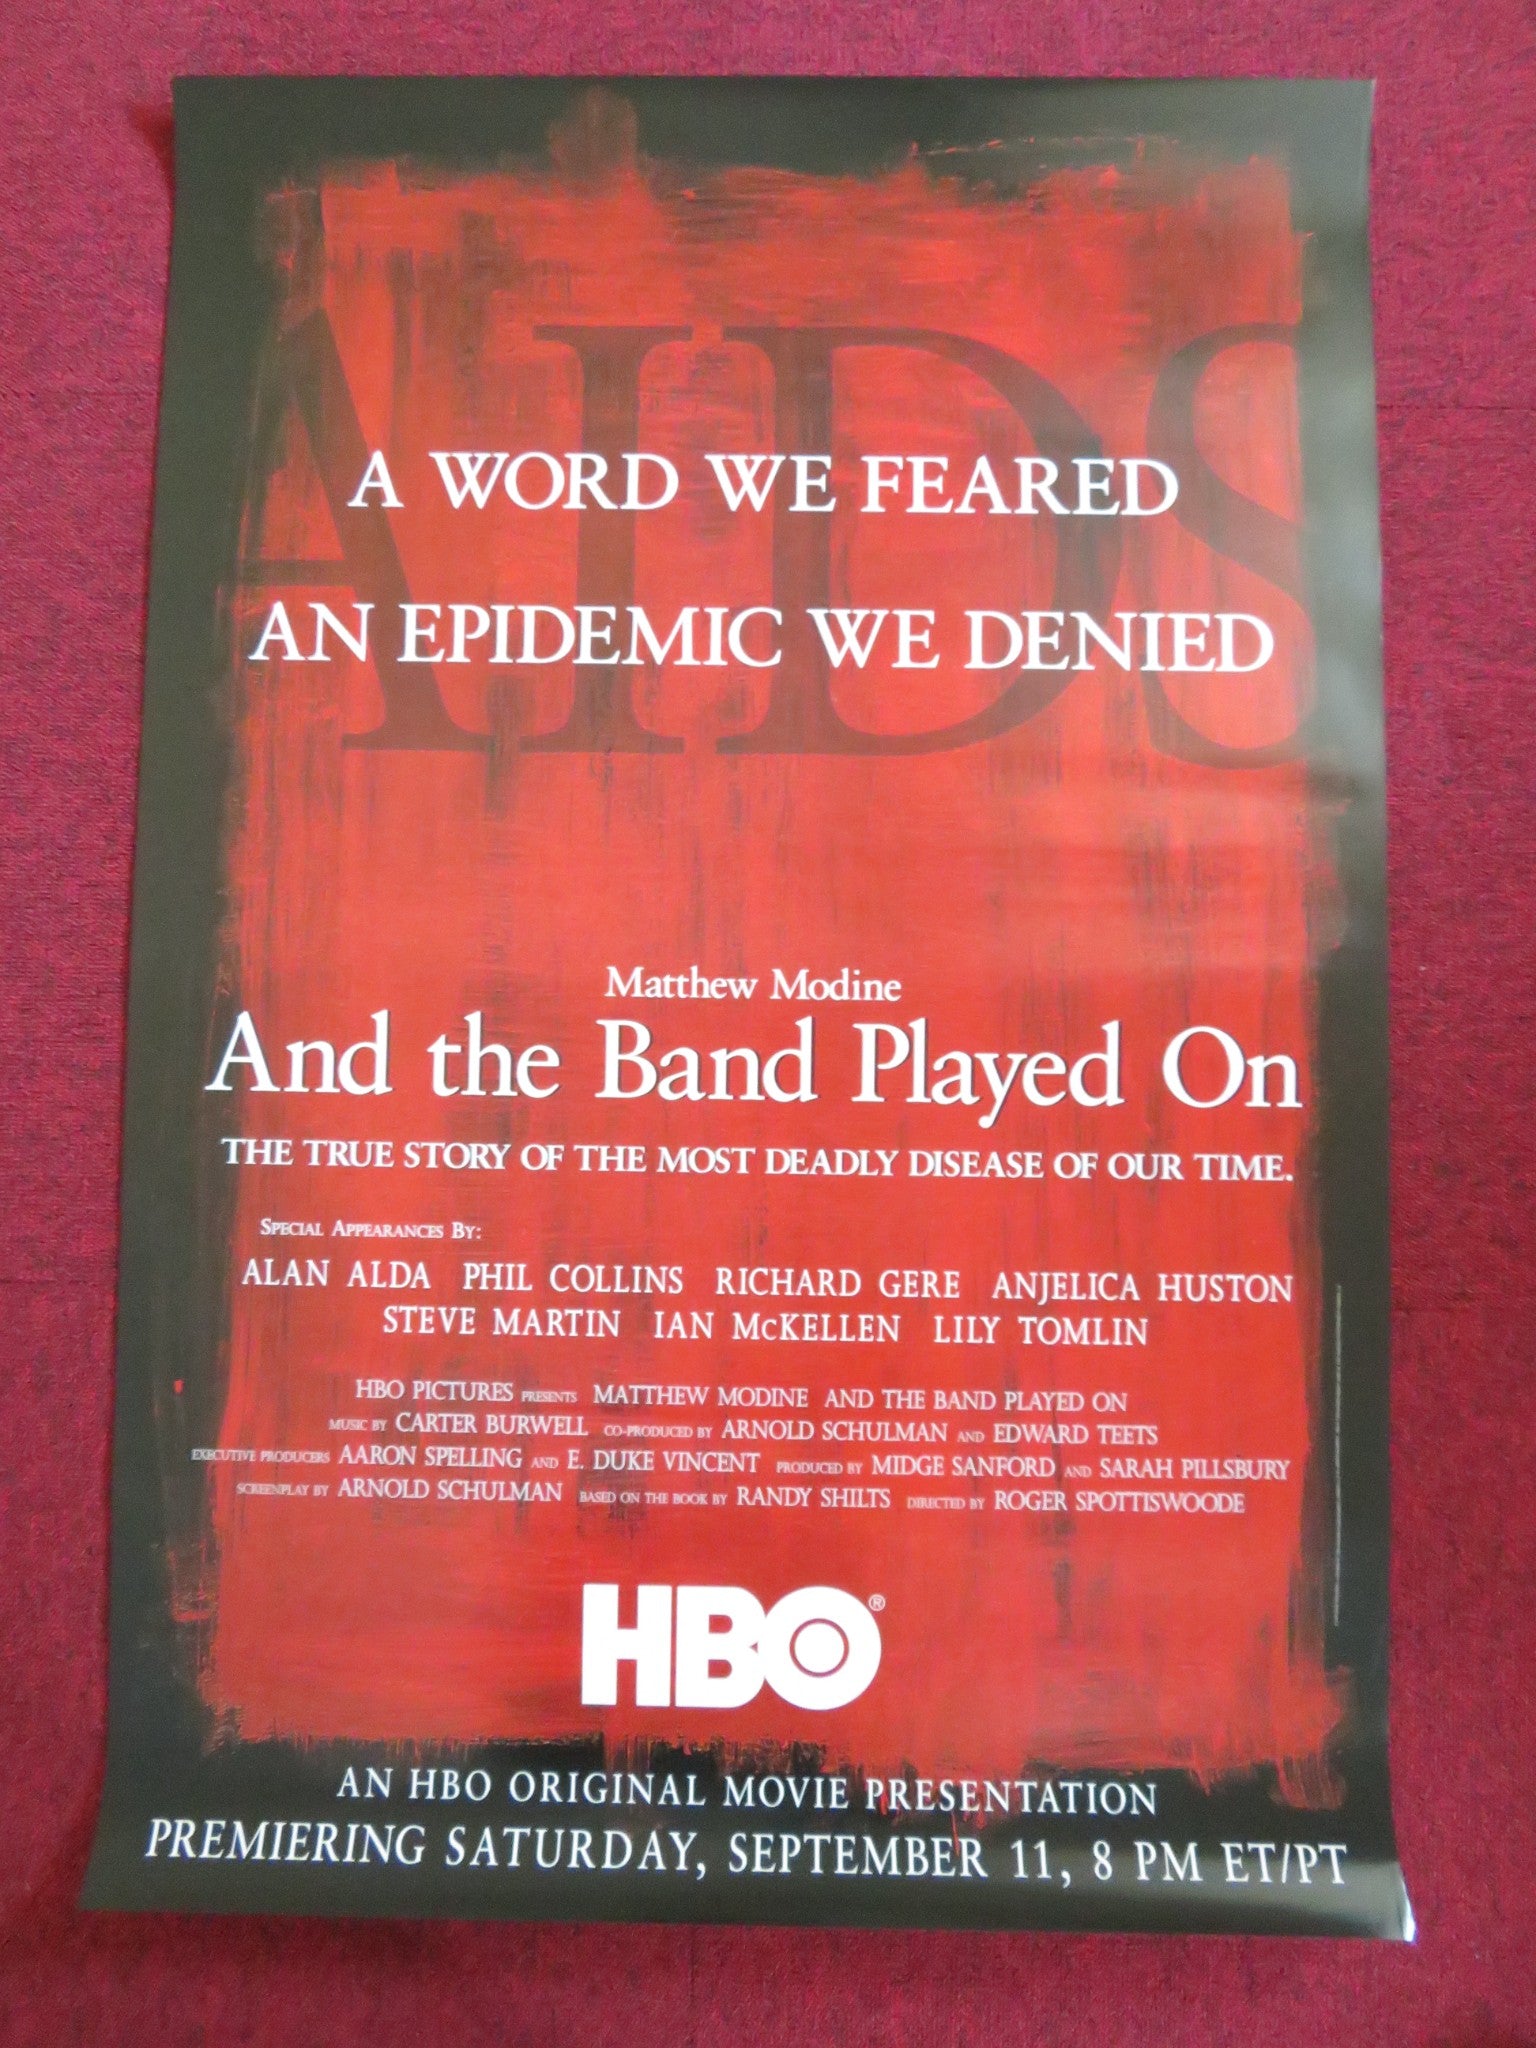 AIDS
A WORD WE FEARED
AN EPIDEMIC WE DENIED
Matthew Modine
And the Band Played On
THE TRUE STORY OF THE MOST DEADLY DISEASE OF OUR TIME.
SPECIAL APPEARANCES BY:
ALAN ALDA PHIL COLLINS RICHARD GERE ANJELICA HUSTON
STEVE MARTIN IAN McKELLEN LILY TOMLIN
HBO PICTURES PRESENTS MATTHEW MODINE AND THE BAND PLAYED ON
MUSIC BY CARTER BURWELL CO-PRODUCED BY ARNOLD SCHULMAN AND EDWARD TEETS
EXECUTIVE PRODUCERS AARON SPELLING AND E. DUKE VINCENT PRODUCED BY MIDGE SANFORD AND SARAH PILLSBURY
SCREENPLAY BY ARNOLD SCHULMAN BASED ON THE BOOK BY RANDY SHILTS DIRECTED BY ROGER SPOTTISWOODE
HBO®
AN HBO ORIGINAL MOVIE PRESENTATION
PREMIERING SATURDAY, SEPTEMBER 11, 8 PM ET/PT